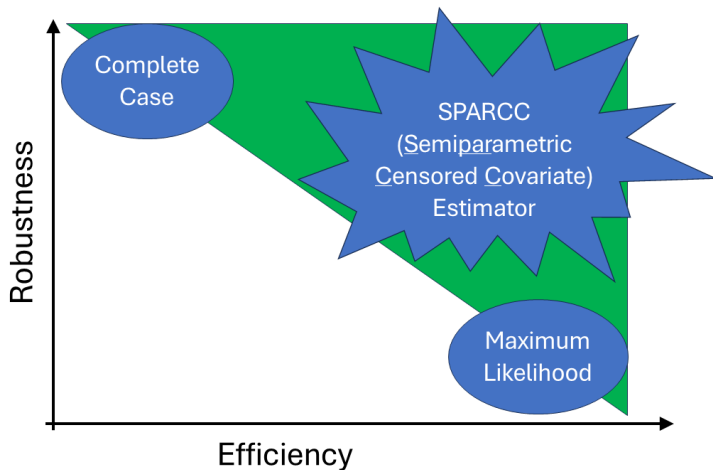 Complete
Case
SPARCC
(Semiparametric
Censored Covariate)
Estimator
Robustness
Maximum
Likelihood
Efficiency